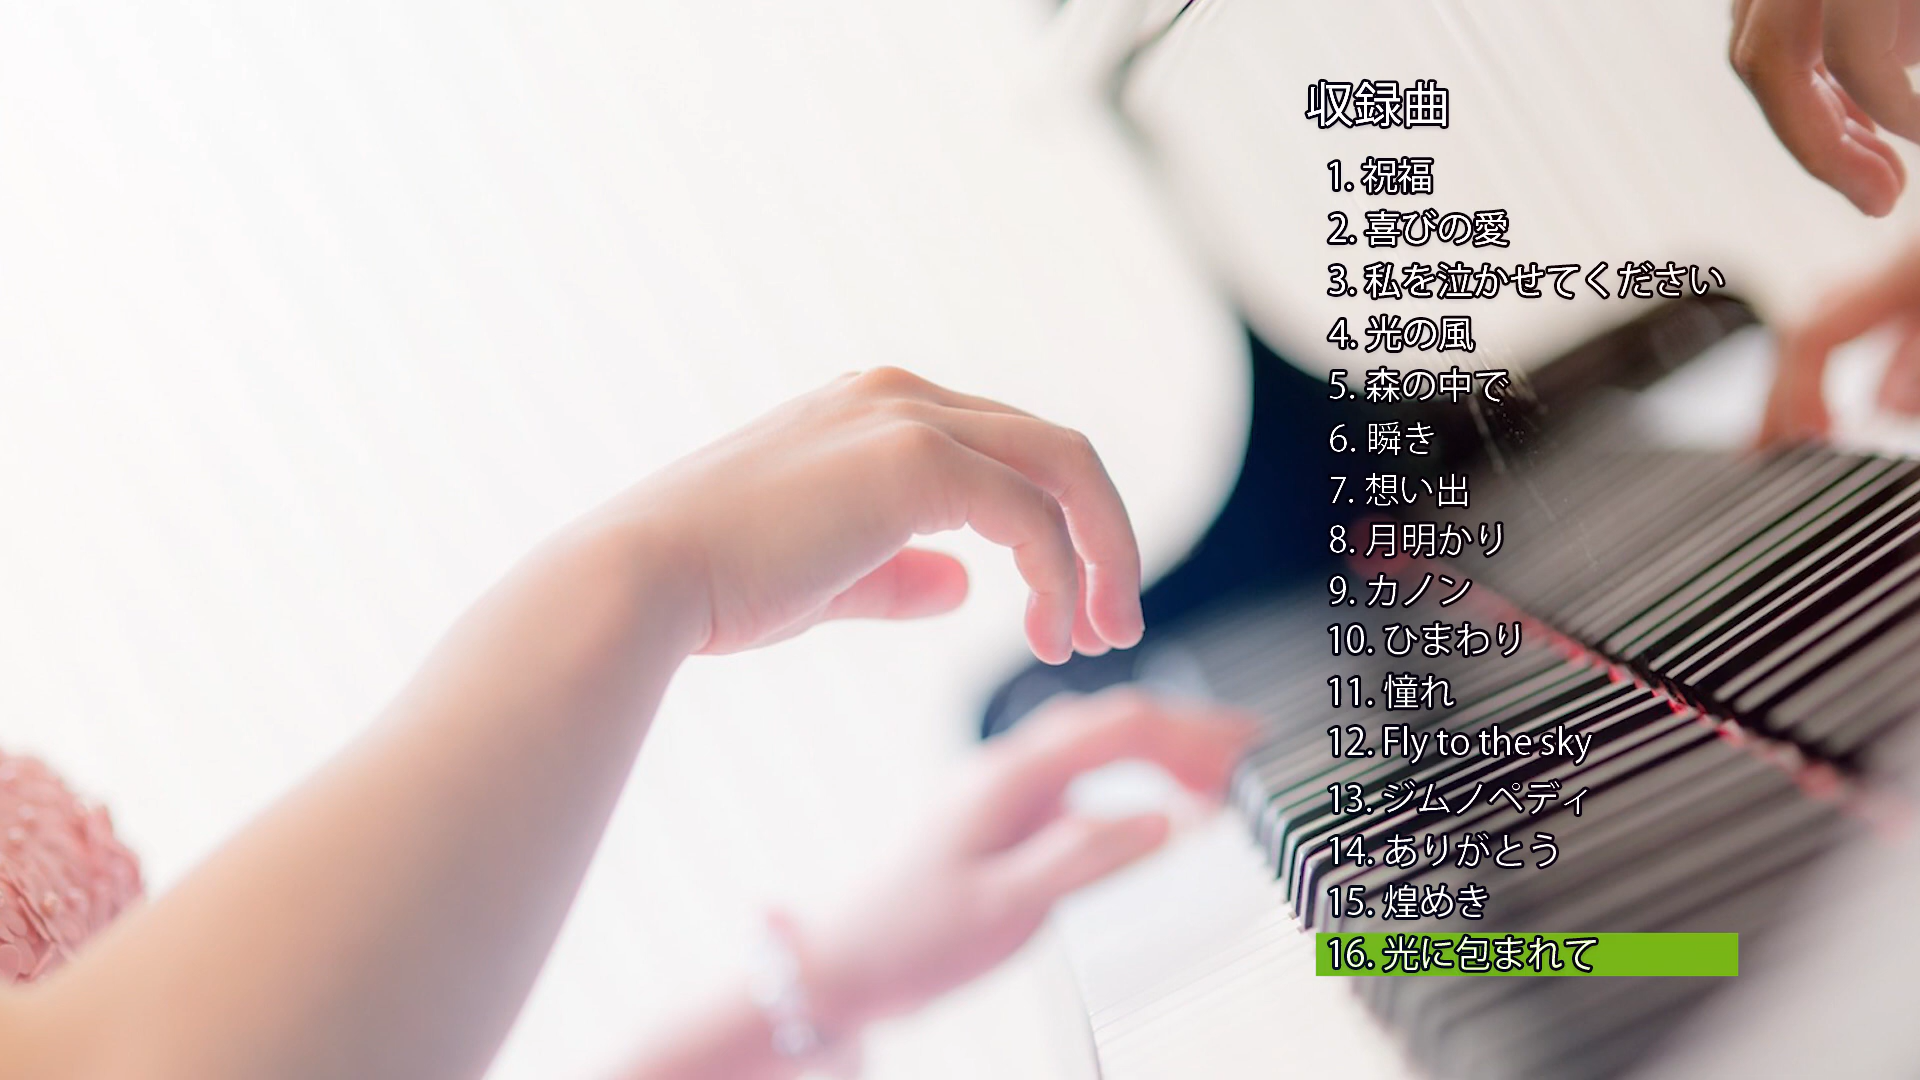 収録曲
1. 祝福
2. 喜びの愛
3. 私を泣かせてください
4. 光の風
5. 森の中で
6. 瞬き
7. 想い出
8. 月明かり
9. カノン
10. ひまわり
11. 憧れ
12. Fly to the sky
13. ジムノペディ
14. ありがとう
15. 煌めき
16. 光に包まれて